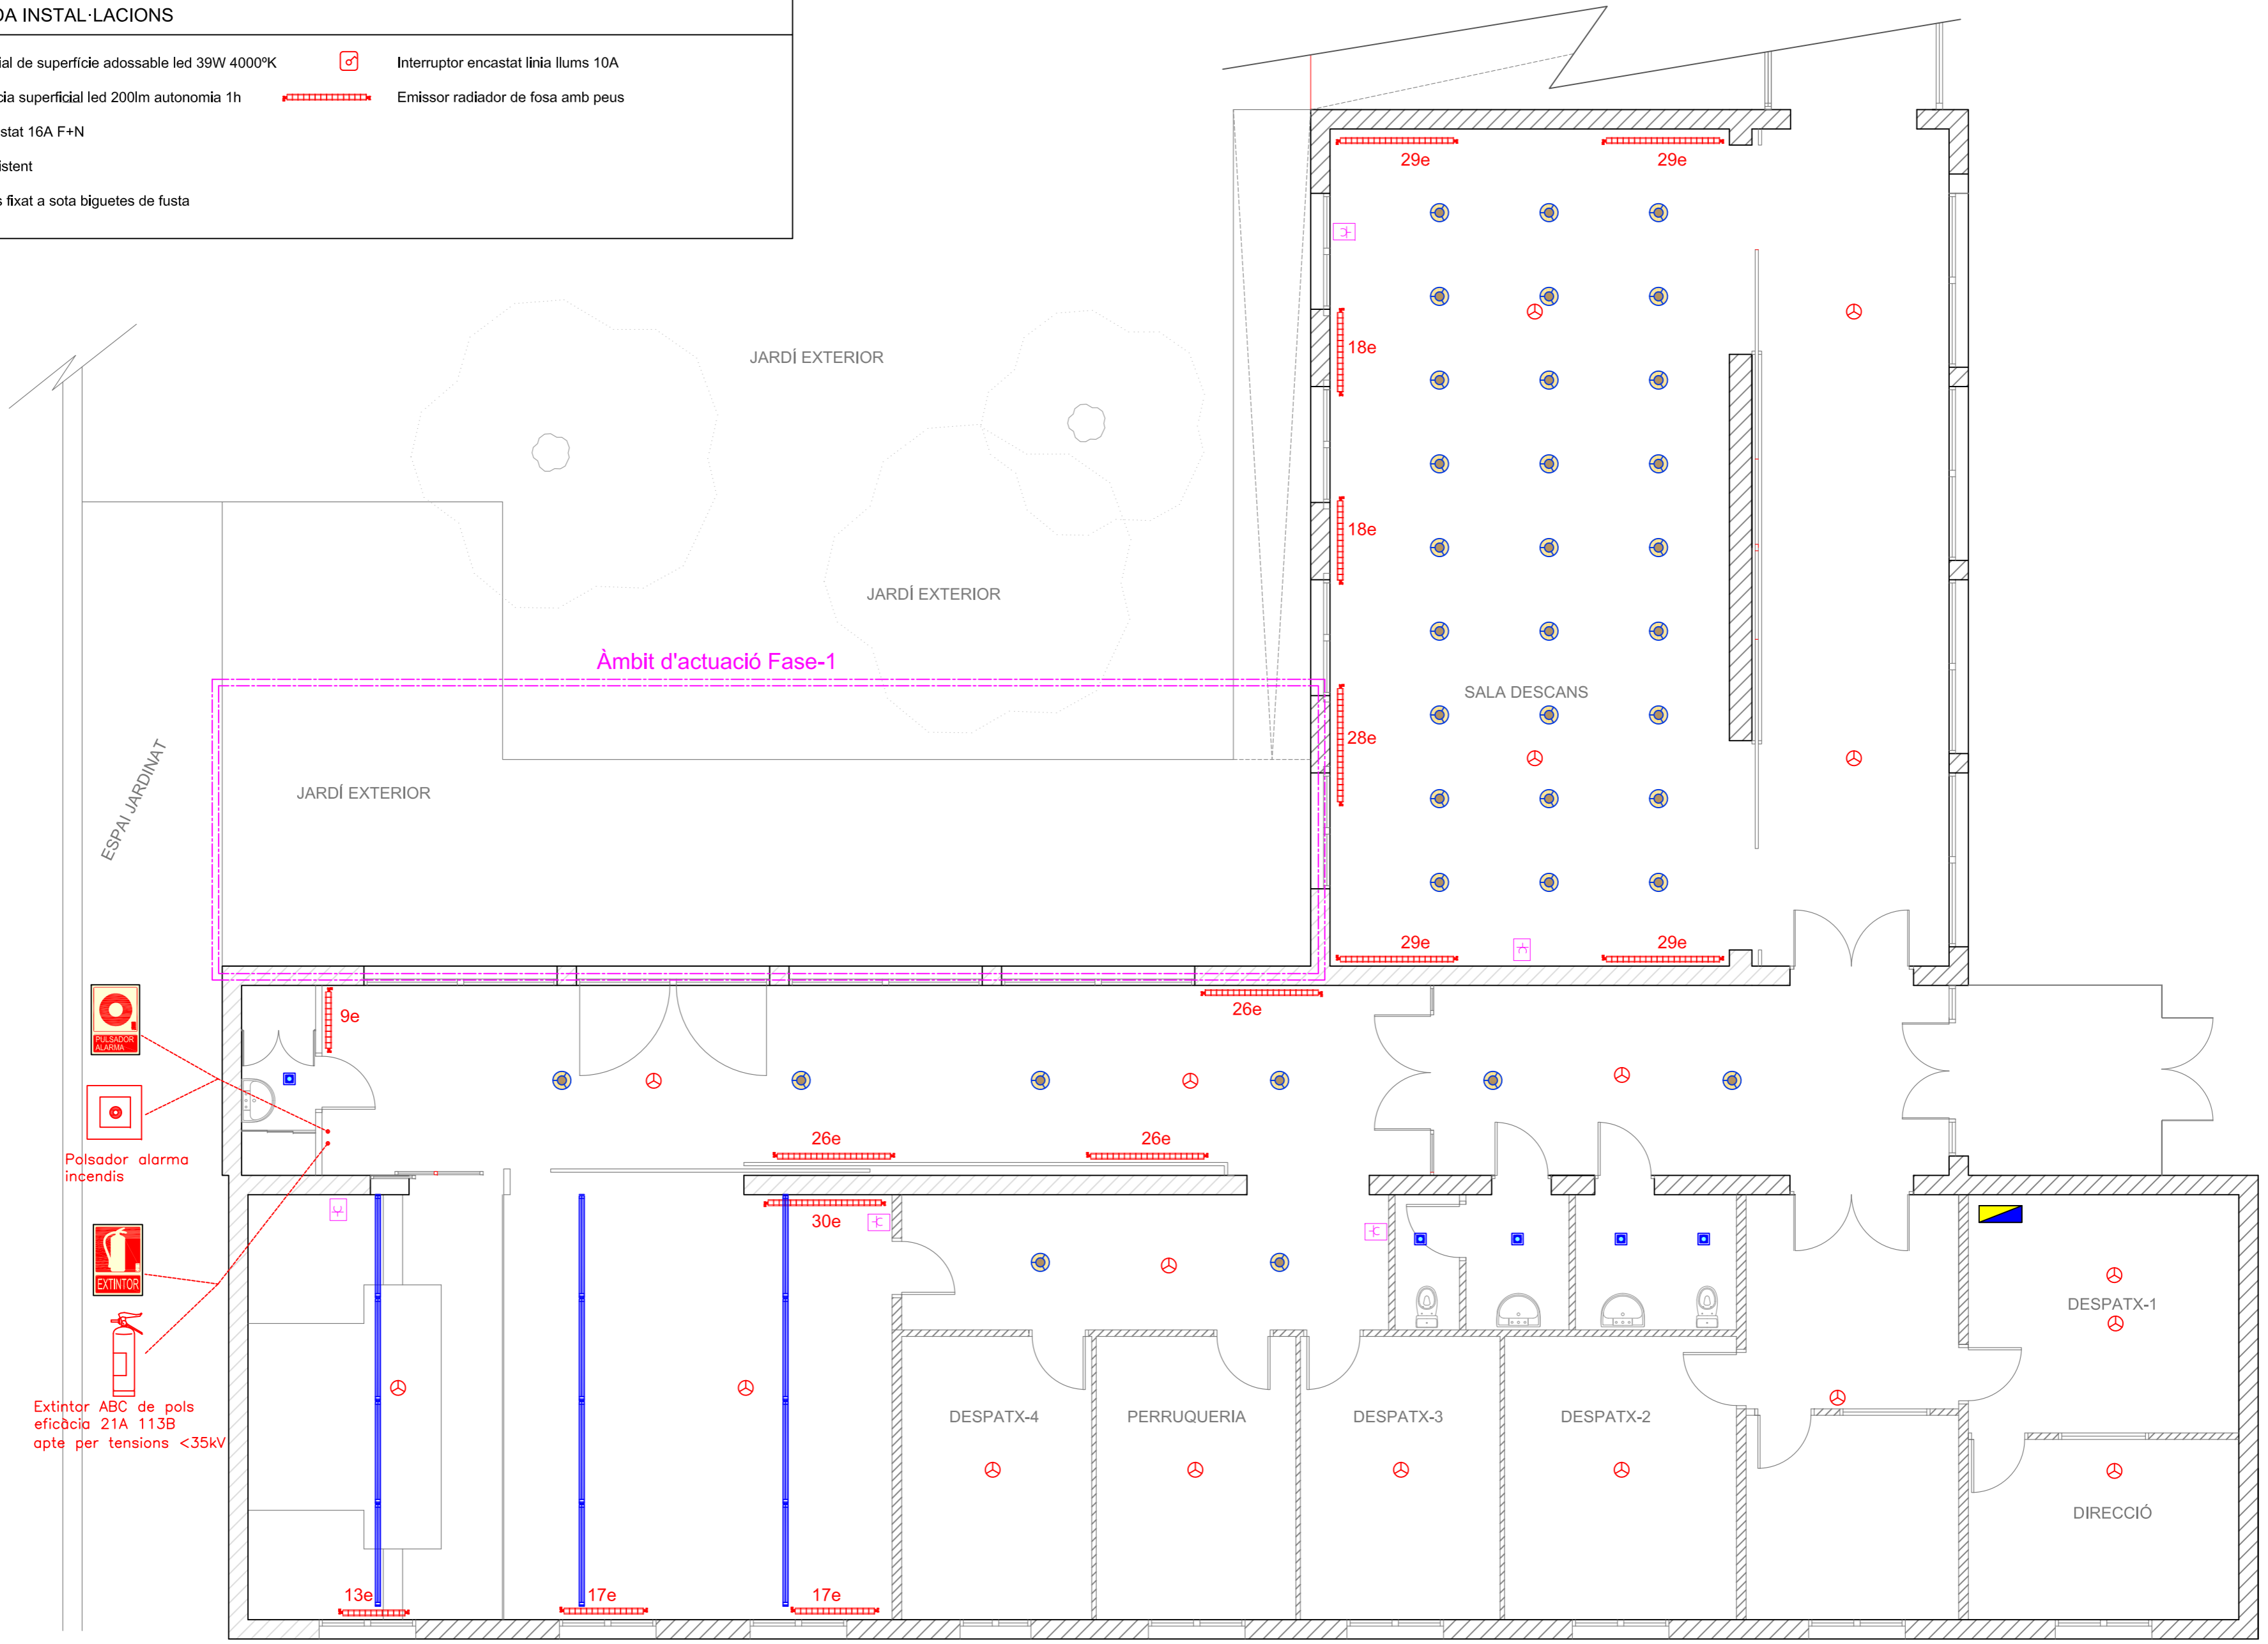 DA INSTAL·LACIONS
ial de superfície adossable led 39W 4000ºK
Interruptor encastat linia llums 10A
cia superficial led 200lm autonomia 1h
Emissor radiador de fosa amb peus
stat 16A F+N
istent
s fixat a sota biguetes de fusta
29e
29e
JARDÍ EXTERIOR
18e
18e
JARDÍ EXTERIOR
Àmbit d'actuació Fase-1
SALA DESCANS
28e
ESPAI JARDINAT
JARDÍ EXTERIOR
29e
29e
9e
26e
PULSADOR
ALARMA
26e
26e
Polsador alarma
incendis
30e
EXTINTOR
DESPATX-1
Extintor ABC de pols
eficàcia 21A 113B
apte per tensions <35kV
DESPATX-4
PERRUQUERIA
DESPATX-3
DESPATX-2
DIRECCIÓ
13e
17e
17e